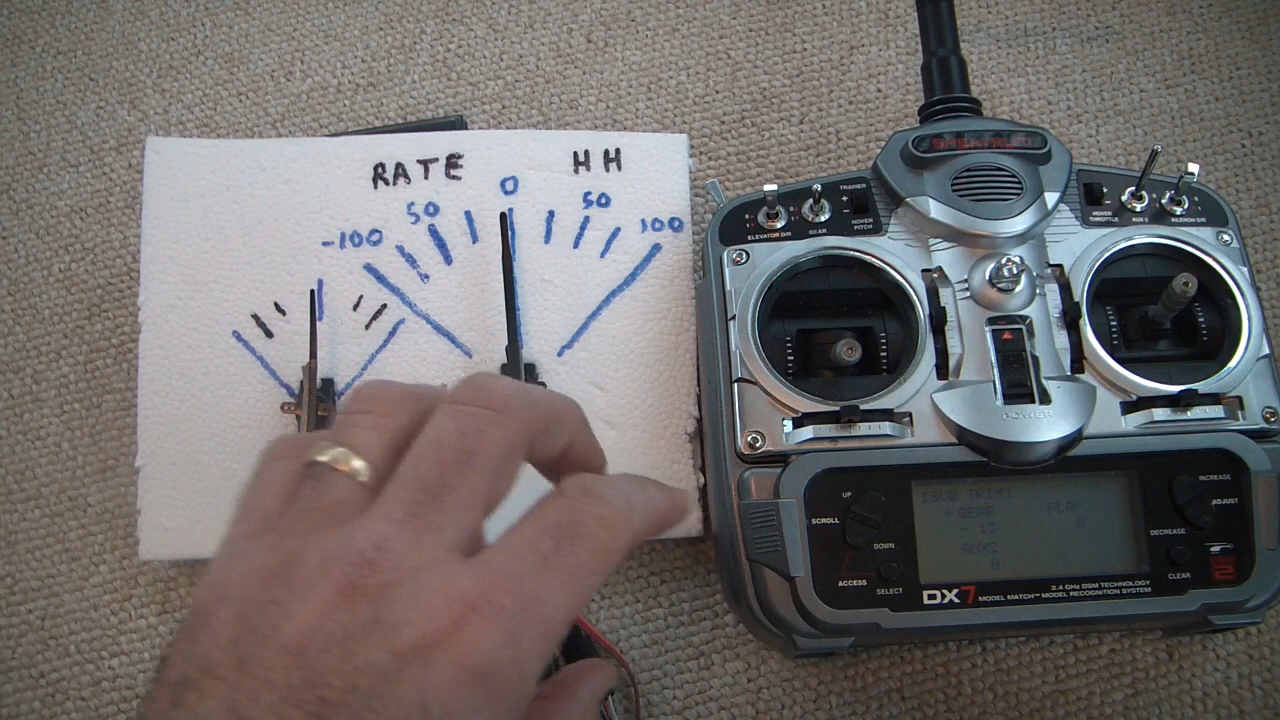 RATE HH
0
50 50
-100 100
SPEKTRUM
TRAINER
ELEVATOR D/R
GEAR
HOVER
PITCH
HOVER
THROTTLE
AUX 2
AILERON D/R
POWER
UP
SCROLL
DOWN
ACCESS
SELECT
[SUB TRIM]
+GEAR FLAP
- 13 0
AUX2
0
INCREASE
ADJUST
DECREASE
CLEAR
DX7
2.4 GHz DSM TECHNOLOGY
MODEL MATCH™ MODEL RECOGNITION SYSTEM